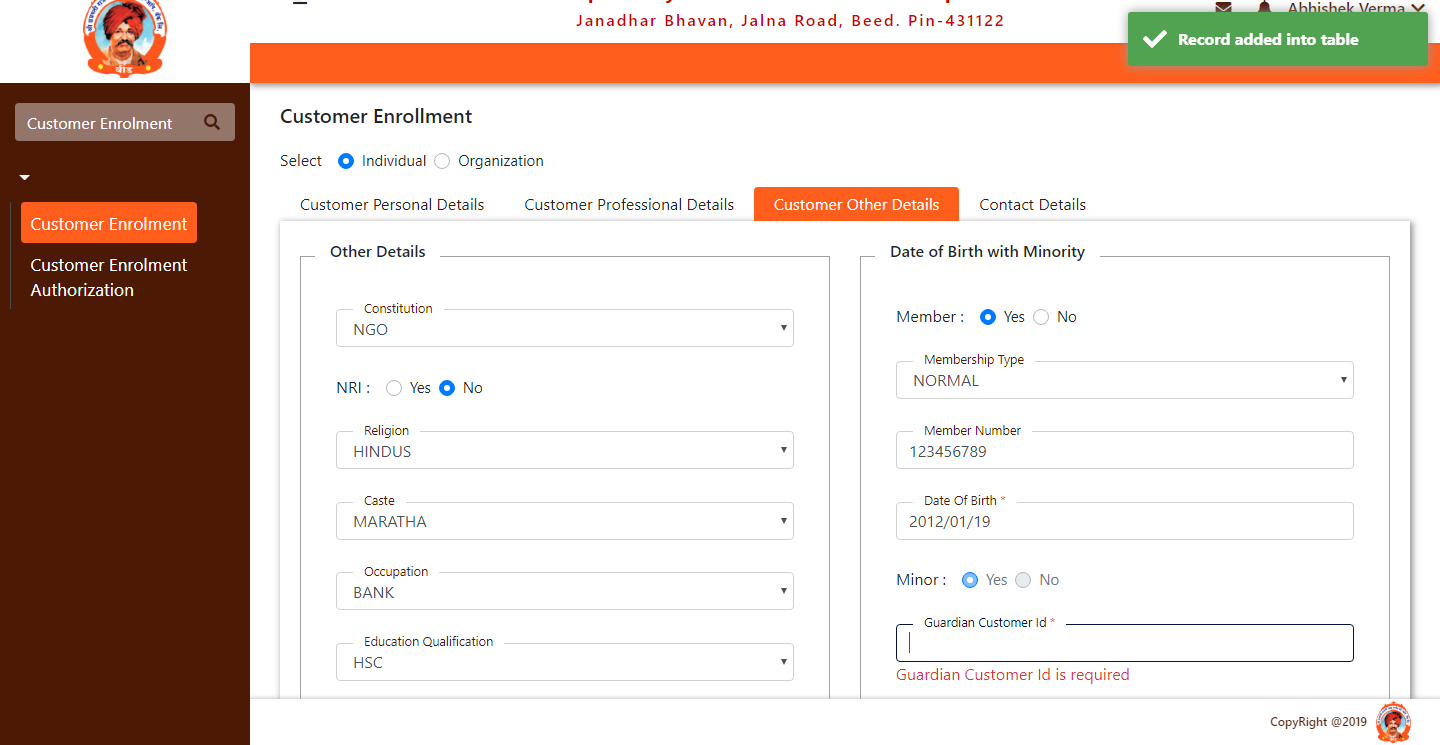 Janadhar Bhavan, Jalna Road, Beed. Pin-431122
Abhishek Verma
Record added into table
बीड
Customer Enrolment
Customer Enrolment
Customer Enrolment
Authorization
Customer Enrollment
Select Individual Organization
Customer Personal Details Customer Professional Details Customer Other Details Contact Details
Other Details
Constitution
NGO
NRI : Yes No
Religion
HINDUS
Caste
MARATHA
Occupation
BANK
Education Qualification
HSC
Date of Birth with Minority
Member : Yes No
Membership Type
NORMAL
Member Number
123456789
Date Of Birth *
2012/01/19
Minor : Yes No
Guardian Customer Id *
Guardian Customer Id is required
CopyRight @2019